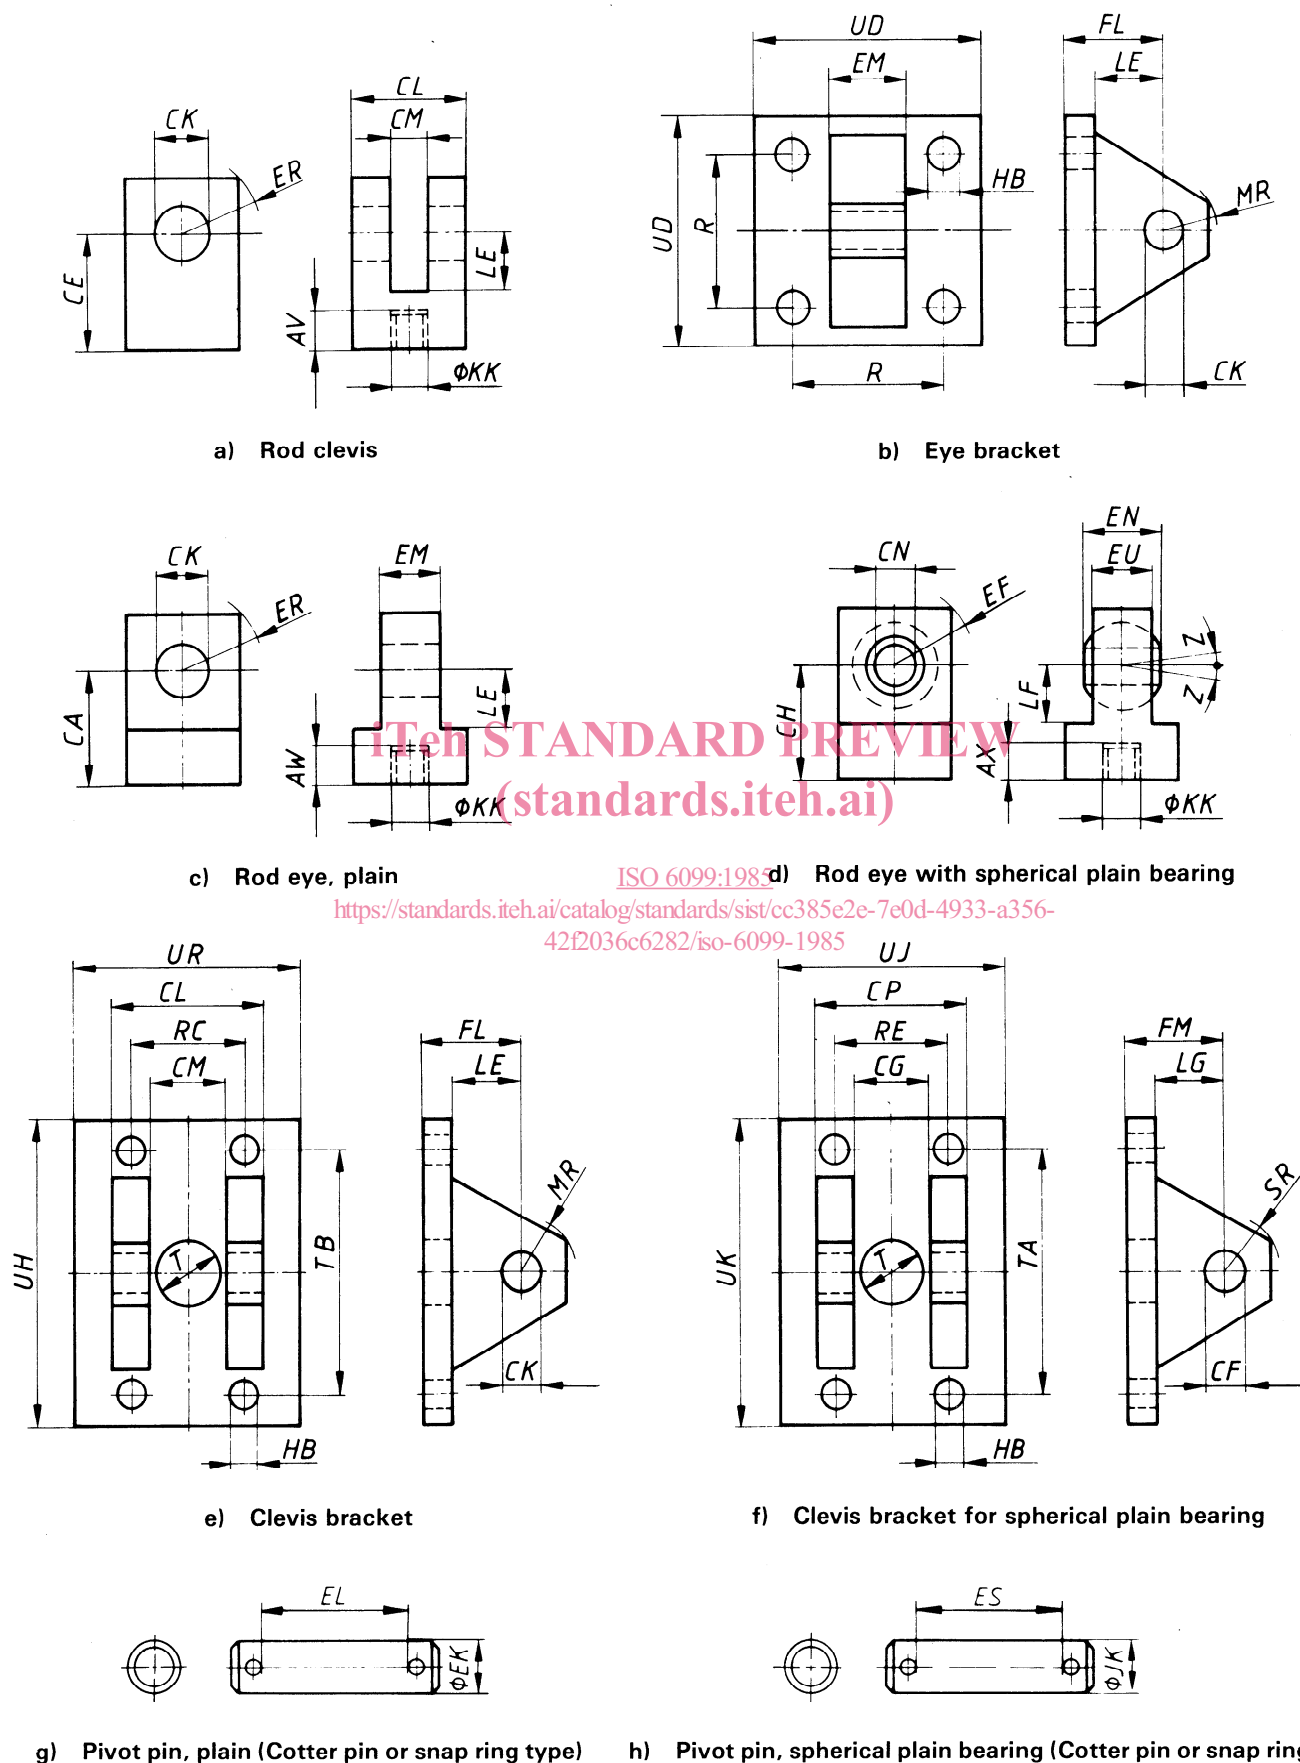 UD
FL
EM
LE
CL
CK
CM
ER
HB
MR
UD
R
CE
LE
AV
ΦKK
R
CK
a) Rod clevis
b) Eye bracket
EN
CK
EM
CN
EU
ER
EF
Z
Z
CA
LE
CH
LF
AW
AX
ΦKK
ΦKK
iTeh STANDARD PREVIEW
(standards.iteh.ai)
c) Rod eye, plain
d) Rod eye with spherical plain bearing
ISO 6099:1985
https://standards.iteh.ai/catalog/standards/sist/cc385e2e-7e0d-4933-a356-
42f2036c6282/iso-6099-1985
UR
UJ
CL
CP
RC
FL
RE
FM
CM
LE
CG
LG
MR
SR
UH
T
TB
UK
T
TA
CK
CF
HB
HB
e) Clevis bracket
f) Clevis bracket for spherical plain bearing
EL
ES
ΦEK
ΦJK
g) Pivot pin, plain (Cotter pin or snap ring type)
h) Pivot pin, spherical plain bearing (Cotter pin or snap ring